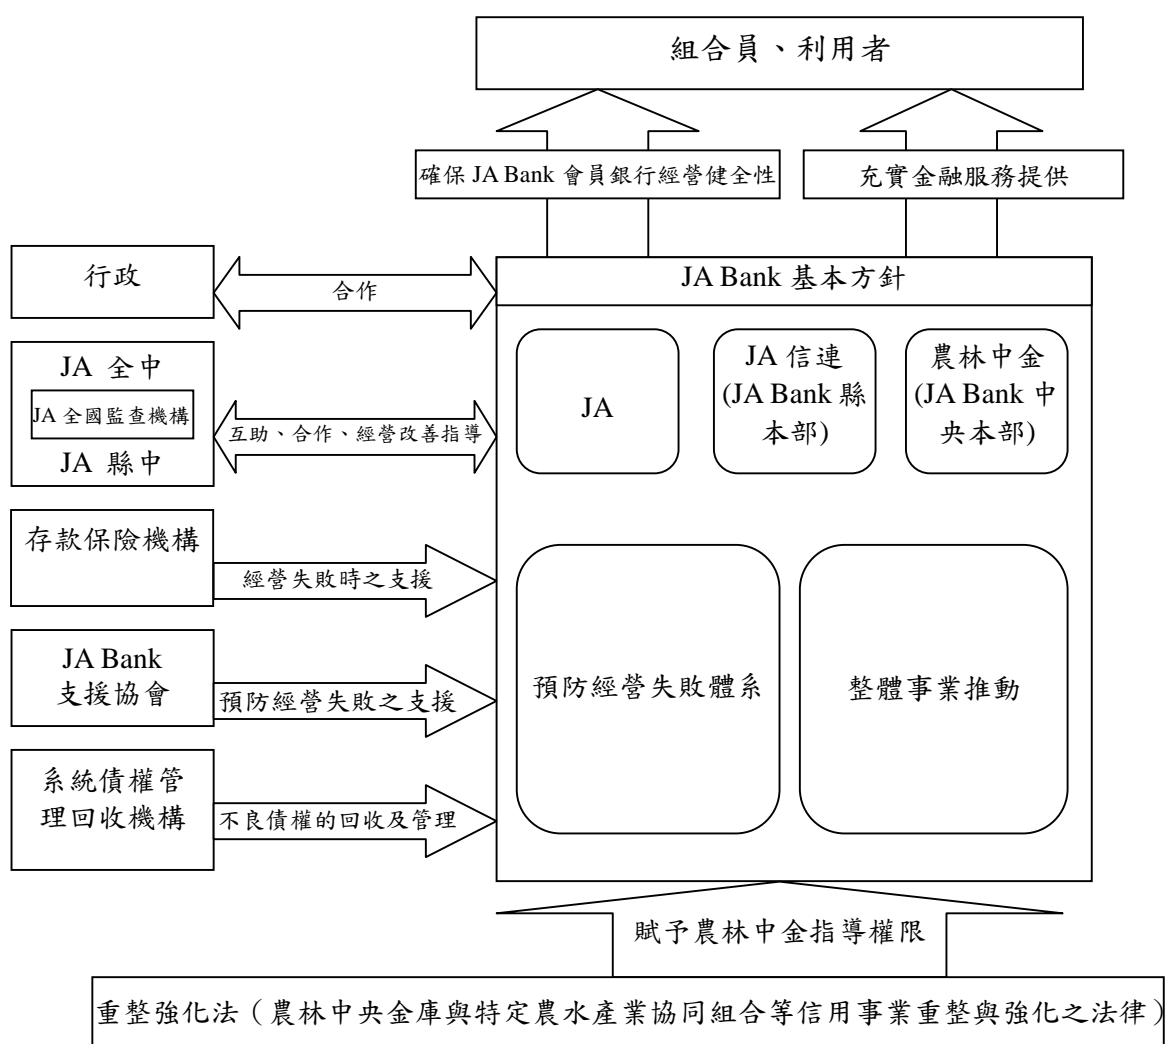 組合員、利用者
確保 JA Bank 會員銀行經營健全性
充實金融服務提供
行政
合作
JA Bank 基本方針
JA 全中
JA 全國監查機構
JA 縣中
互助、合作、經營改善指導
JA
JA 信連
(JA Bank 縣
本部)
農林中金
(JA Bank 中
央本部)
存款保險機構
經營失敗時之支援
JA Bank
支援協會
預防經營失敗之支援
預防經營失敗體系
整體事業推動
系統債權管
理回收機構
不良債權的回收及管理
賦予農林中金指導權限
重整強化法（農林中央金庫與特定農水產業協同組合等信用事業重整與強化之法律）